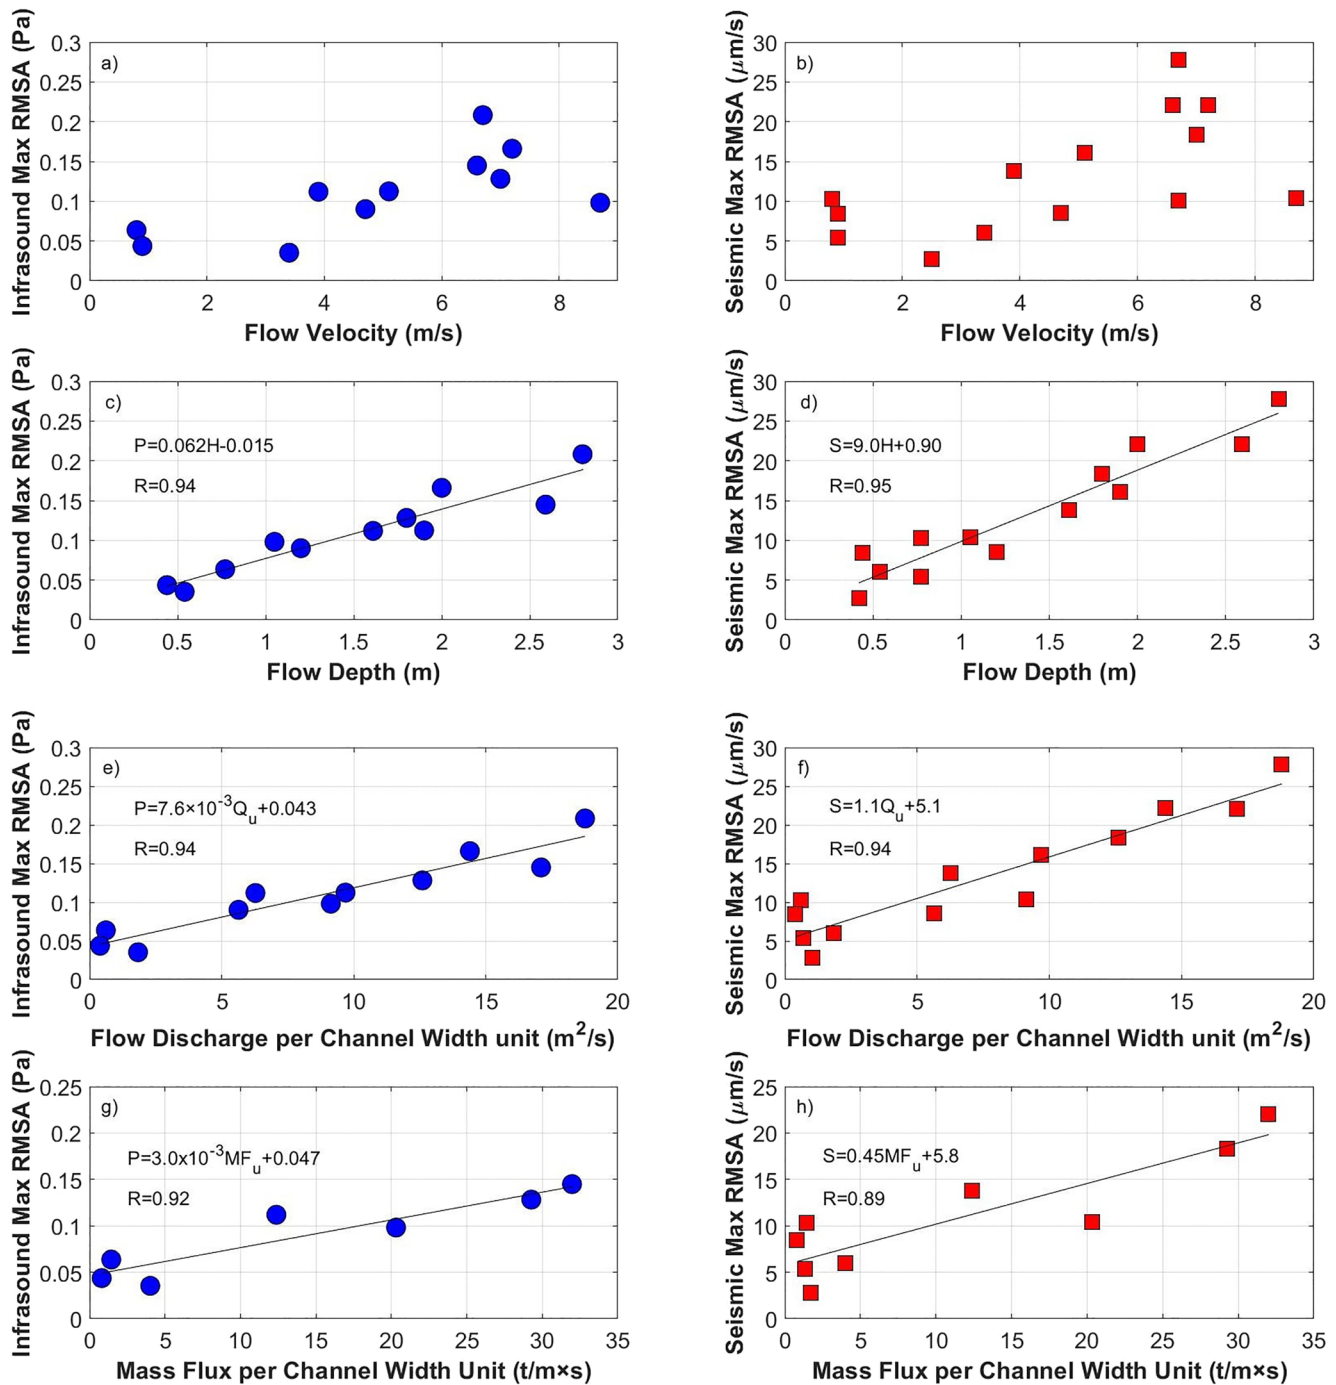 Infrasound Max RMSA (Pa)
0.3
0.25
0.2
0.15
0.1
0.05
0
a)
0
2
4
6
8
Flow Velocity (m/s)
Seismic Max RMSA (μm/s)
30
25
20
15
10
5
0
b)
0
2
4
6
8
Flow Velocity (m/s)
Infrasound Max RMSA (Pa)
0.3
0.25
0.2
0.15
0.1
0.05
0
c)
P=0.062H-0.015
R=0.94
0
0.5
1
1.5
2
2.5
3
Flow Depth (m)
Seismic Max RMSA (μm/s)
30
25
20
15
10
5
0
d)
S=9.0H+0.90
R=0.95
0
0.5
1
1.5
2
2.5
3
Flow Depth (m)
Infrasound Max RMSA (Pa)
0.3
0.25
0.2
0.15
0.1
0.05
0
e)
P=7.6×10⁻³Qᵤ+0.043
R=0.94
0
5
10
15
20
Flow Discharge per Channel Width unit (m²/s)
Seismic Max RMSA (μm/s)
30
25
20
15
10
5
0
f)
S=1.1Qᵤ+5.1
R=0.94
0
5
10
15
20
Flow Discharge per Channel Width unit (m²/s)
Infrasound Max RMSA (Pa)
0.25
0.2
0.15
0.1
0.05
0
g)
P=3.0x10⁻³MFᵤ+0.047
R=0.92
0
5
10
15
20
25
30
35
Mass Flux per Channel Width Unit (t/m×s)
Seismic Max RMSA (μm/s)
25
20
15
10
5
0
h)
S=0.45MFᵤ+5.8
R=0.89
0
5
10
15
20
25
30
35
Mass Flux per Channel Width Unit (t/m×s)